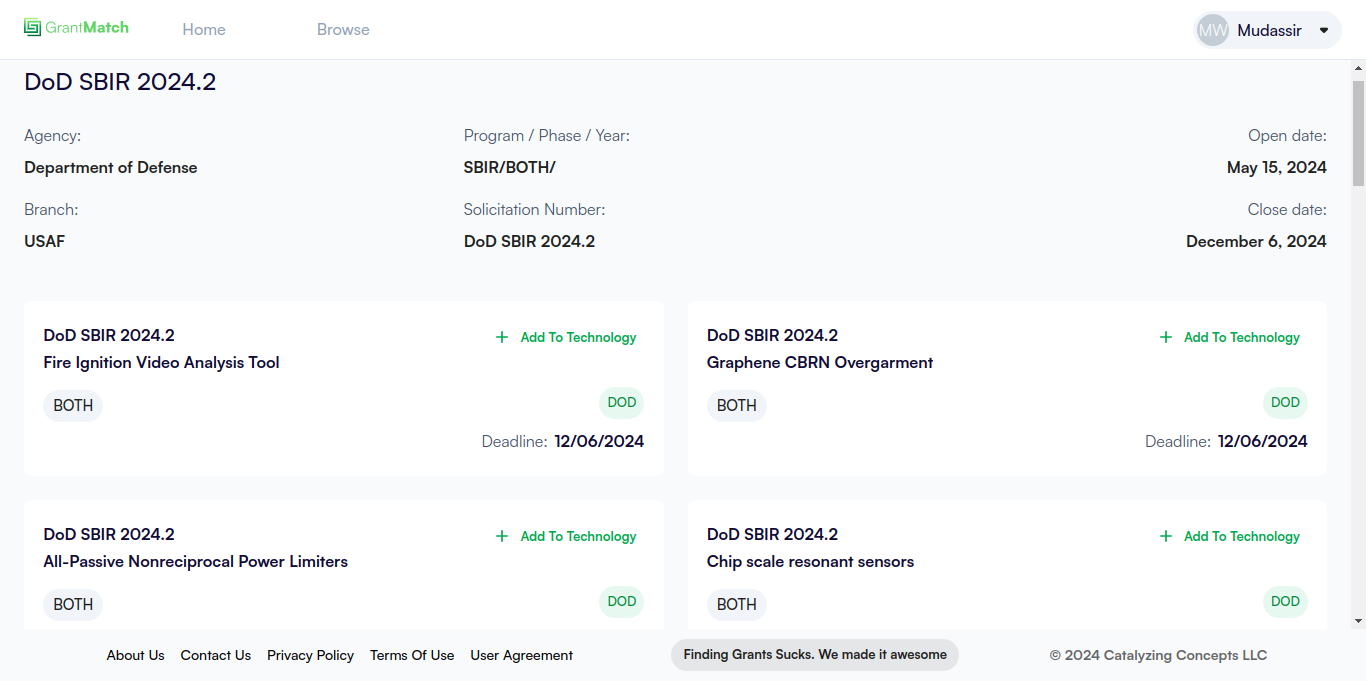 GrantMatch Home Browse MW Mudassir
DoD SBIR 2024.2
Agency: Program / Phase / Year: Open date:
Department of Defense SBIR/BOTH/ May 15, 2024
Branch: Solicitation Number: Close date:
USAF DoD SBIR 2024.2 December 6, 2024
DoD SBIR 2024.2 + Add To Technology
Fire Ignition Video Analysis Tool
BOTH DOD
Deadline: 12/06/2024
DoD SBIR 2024.2 + Add To Technology
Graphene CBRN Overgarment
BOTH DOD
Deadline: 12/06/2024
DoD SBIR 2024.2 + Add To Technology
All-Passive Nonreciprocal Power Limiters
BOTH DOD
DoD SBIR 2024.2 + Add To Technology
Chip scale resonant sensors
BOTH DOD
About Us Contact Us Privacy Policy Terms Of Use User Agreement Finding Grants Sucks. We made it awesome © 2024 Catalyzing Concepts LLC